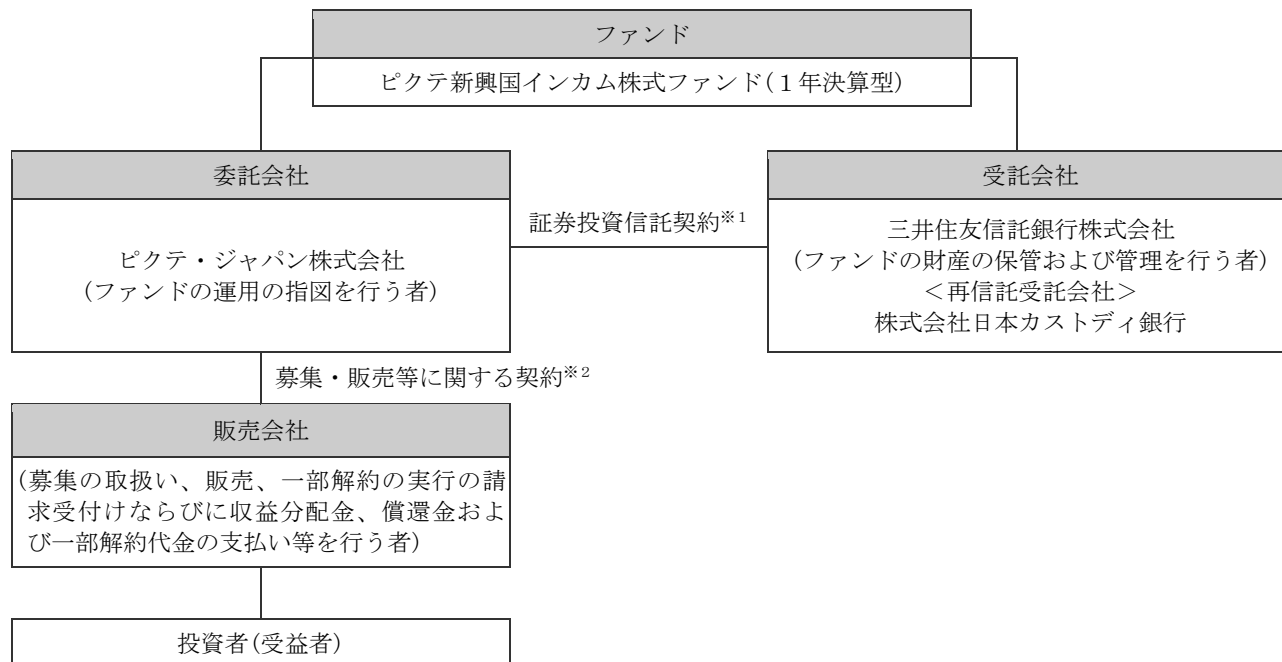 ファンド
ピクテ新興国インカム株式ファンド(１年決算型)
委託会社
ピクテ・ジャパン株式会社
(ファンドの運用の指図を行う者)
証券投資信託契約※1
受託会社
三井住友信託銀行株式会社
(ファンドの財産の保管および管理を行う者)
＜再信託受託会社＞
株式会社日本カストディ銀行
募集・販売等に関する契約※2
販売会社
(募集の取扱い、販売、一部解約の実行の請
求受付けならびに収益分配金、償還金およ
び一部解約代金の支払い等を行う者)
投資者(受益者)